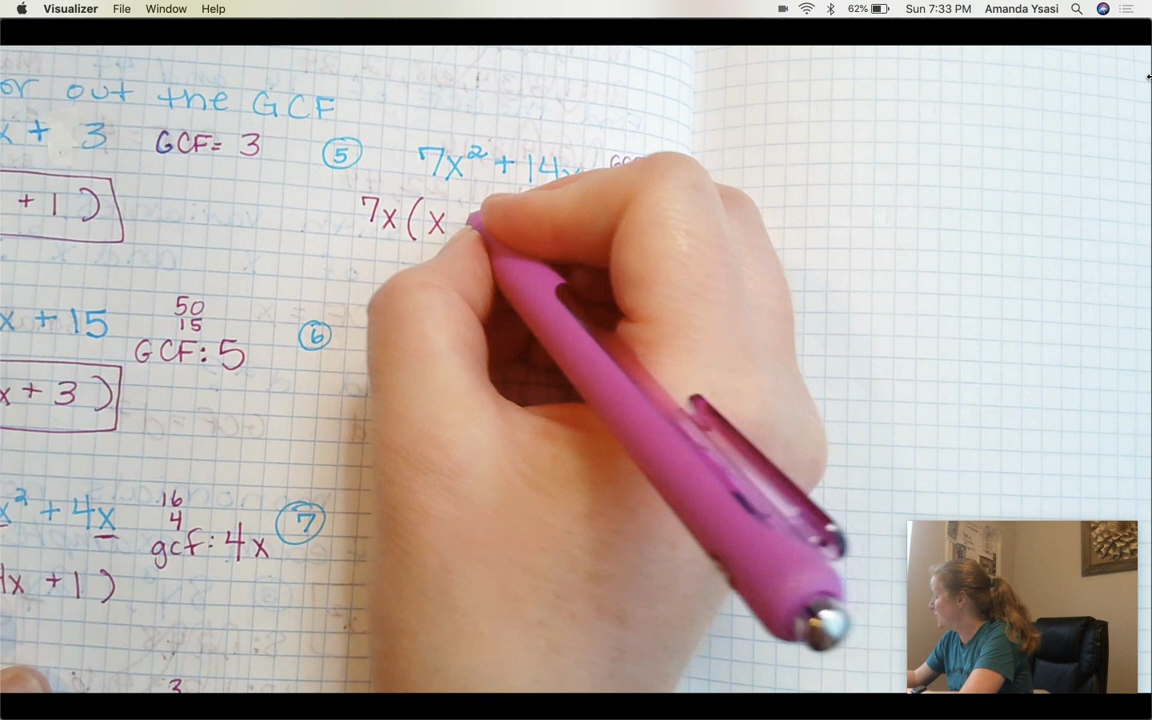 Visualizer File Window Help 62% Sun 7:33 PM Amanda Ysasi
or out the GCF
x + 3 GCF= 3
+ 1 )
5 7x² + 14x
7x ( x
x + 15
50
15
GCF: 5
x + 3 )
6
x² + 4x
16
4
gcf: 4x
7
x + 1 )
3